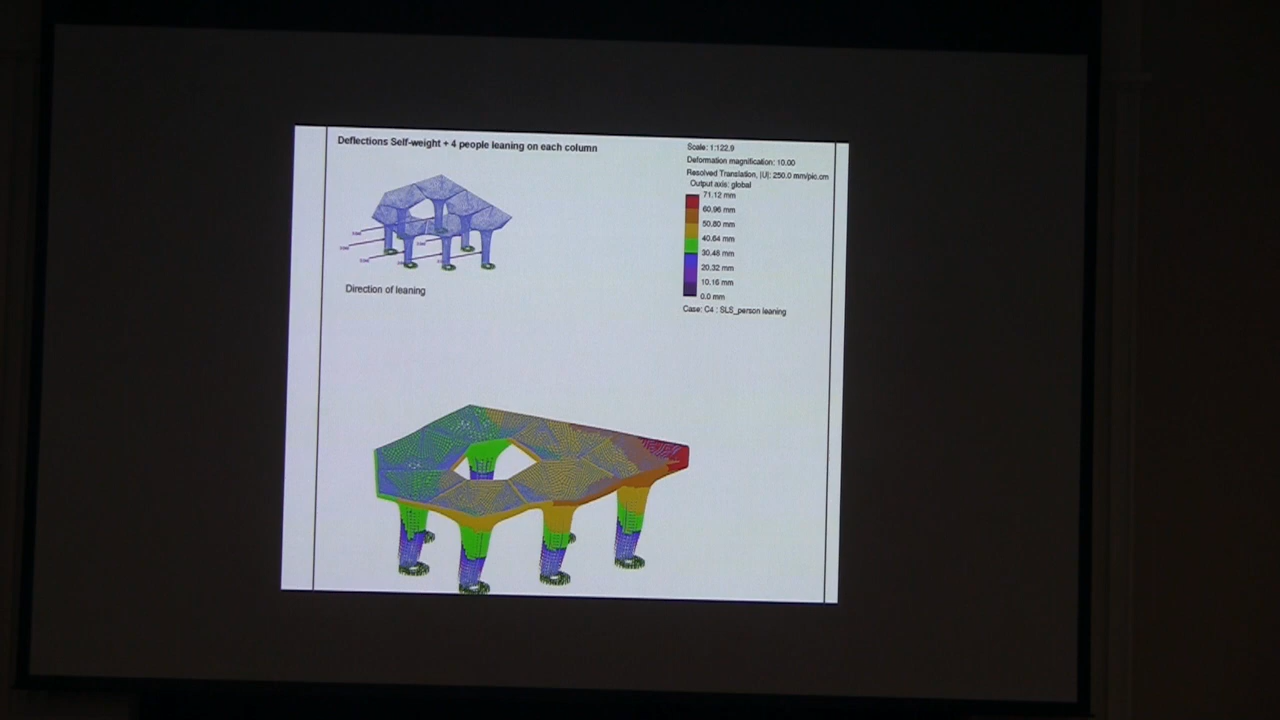 Deflections Self-weight + 4 people leaning on each column
Scale: 1:122.9
Deformation magnification: 10.00
Resolved Translation, |U|: 250.0 mm/pic.cm
Output axis: global
71.12 mm
60.96 mm
50.80 mm
40.64 mm
30.48 mm
20.32 mm
10.16 mm
0.0 mm
Case: C4 : SLS_person leaning
Direction of leaning